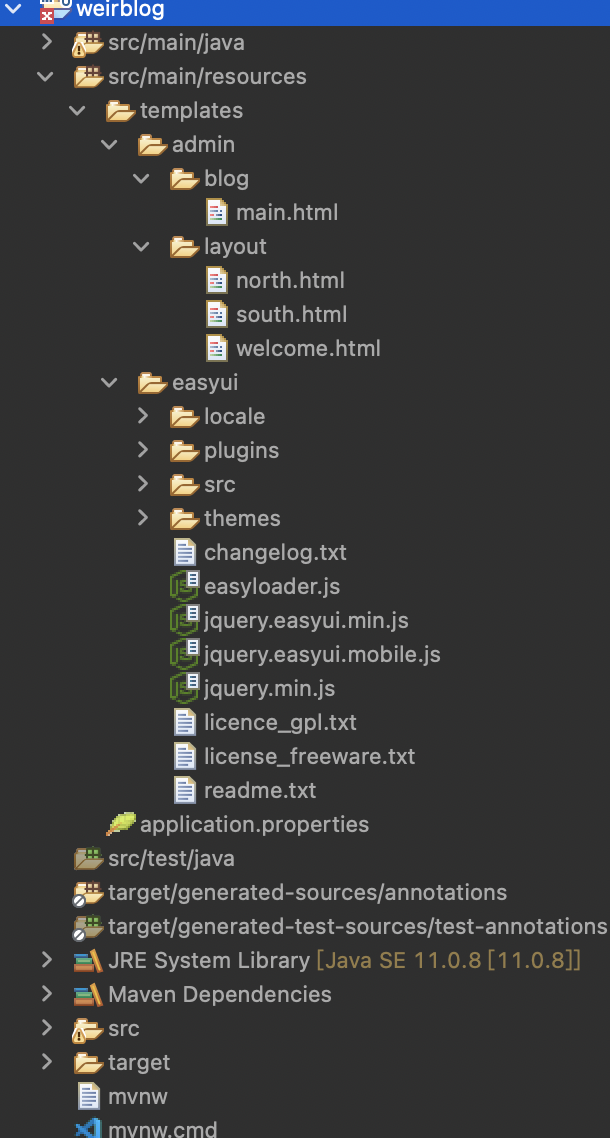 weirblog
src/main/java
src/main/resources
templates
admin
blog
main.html
layout
north.html
south.html
welcome.html
easyui
locale
plugins
src
themes
changelog.txt
easyloader.js
jquery.easyui.min.js
jquery.easyui.mobile.js
jquery.min.js
licence_gpl.txt
license_freeware.txt
readme.txt
application.properties
src/test/java
target/generated-sources/annotations
target/generated-test-sources/test-annotations
JRE System Library [Java SE 11.0.8 [11.0.8]]
Maven Dependencies
src
target
mvnw
mvnw.cmd